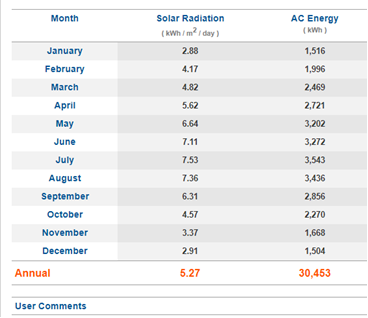 Month Solar Radiation AC Energy
( kWh / m² / day ) ( kWh )
January 2.88 1,516
February 4.17 1,996
March 4.82 2,469
April 5.62 2,721
May 6.64 3,202
June 7.11 3,272
July 7.53 3,543
August 7.36 3,436
September 6.31 2,856
October 4.57 2,270
November 3.37 1,668
December 2.91 1,504
Annual 5.27 30,453
User Comments